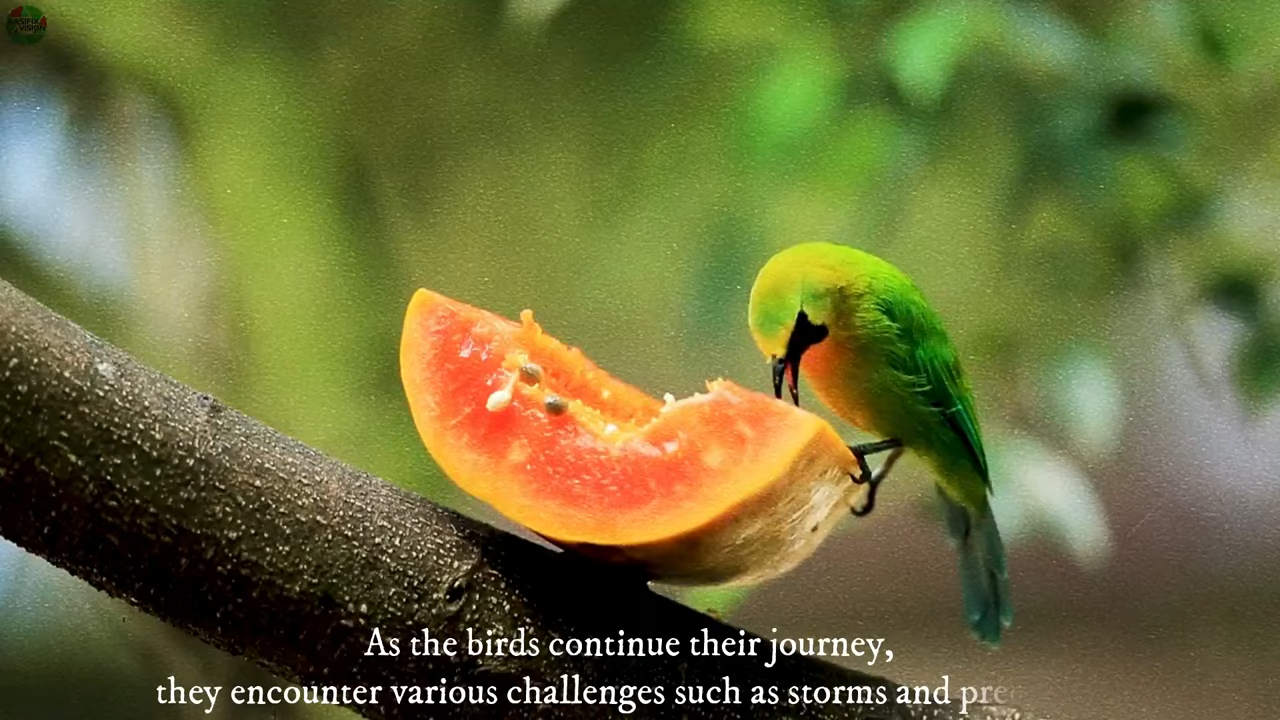 As the birds continue their journey,
they encounter various challenges such as storms and